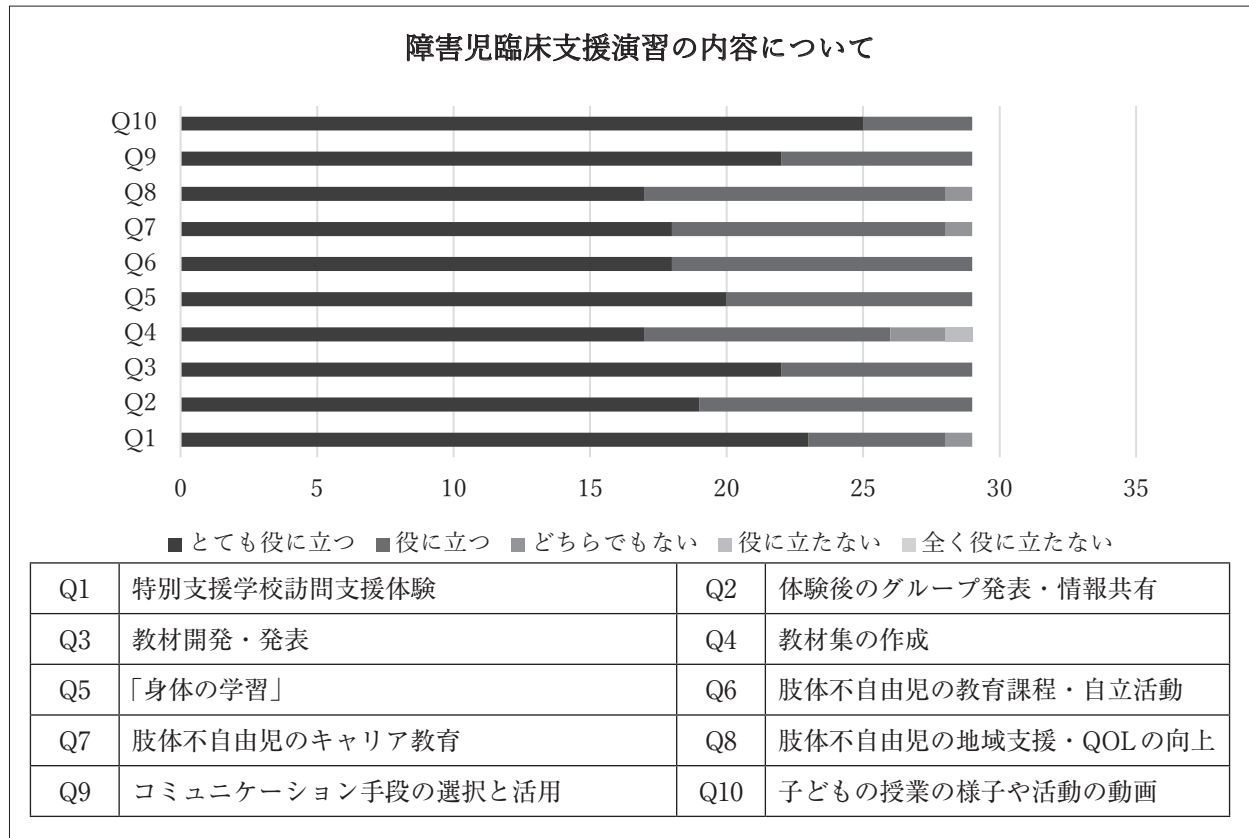 障害児臨床支援演習の内容について
Q10
Q9
Q8
Q7
Q6
Q5
Q4
Q3
Q2
Q1
0 5 10 15 20 25 30 35
■とても役に立つ ■役に立つ ■どちらでもない ■役に立たない ■全く役に立たない
Q1 特別支援学校訪問支援体験 Q2 体験後のグループ発表・情報共有
Q3 教材開発・発表 Q4 教材集の作成
Q5 「身体の学習」 Q6 肢体不自由児の教育課程・自立活動
Q7 肢体不自由児のキャリア教育 Q8 肢体不自由児の地域支援・QOLの向上
Q9 コミュニケーション手段の選択と活用 Q10 子どもの授業の様子や活動の動画